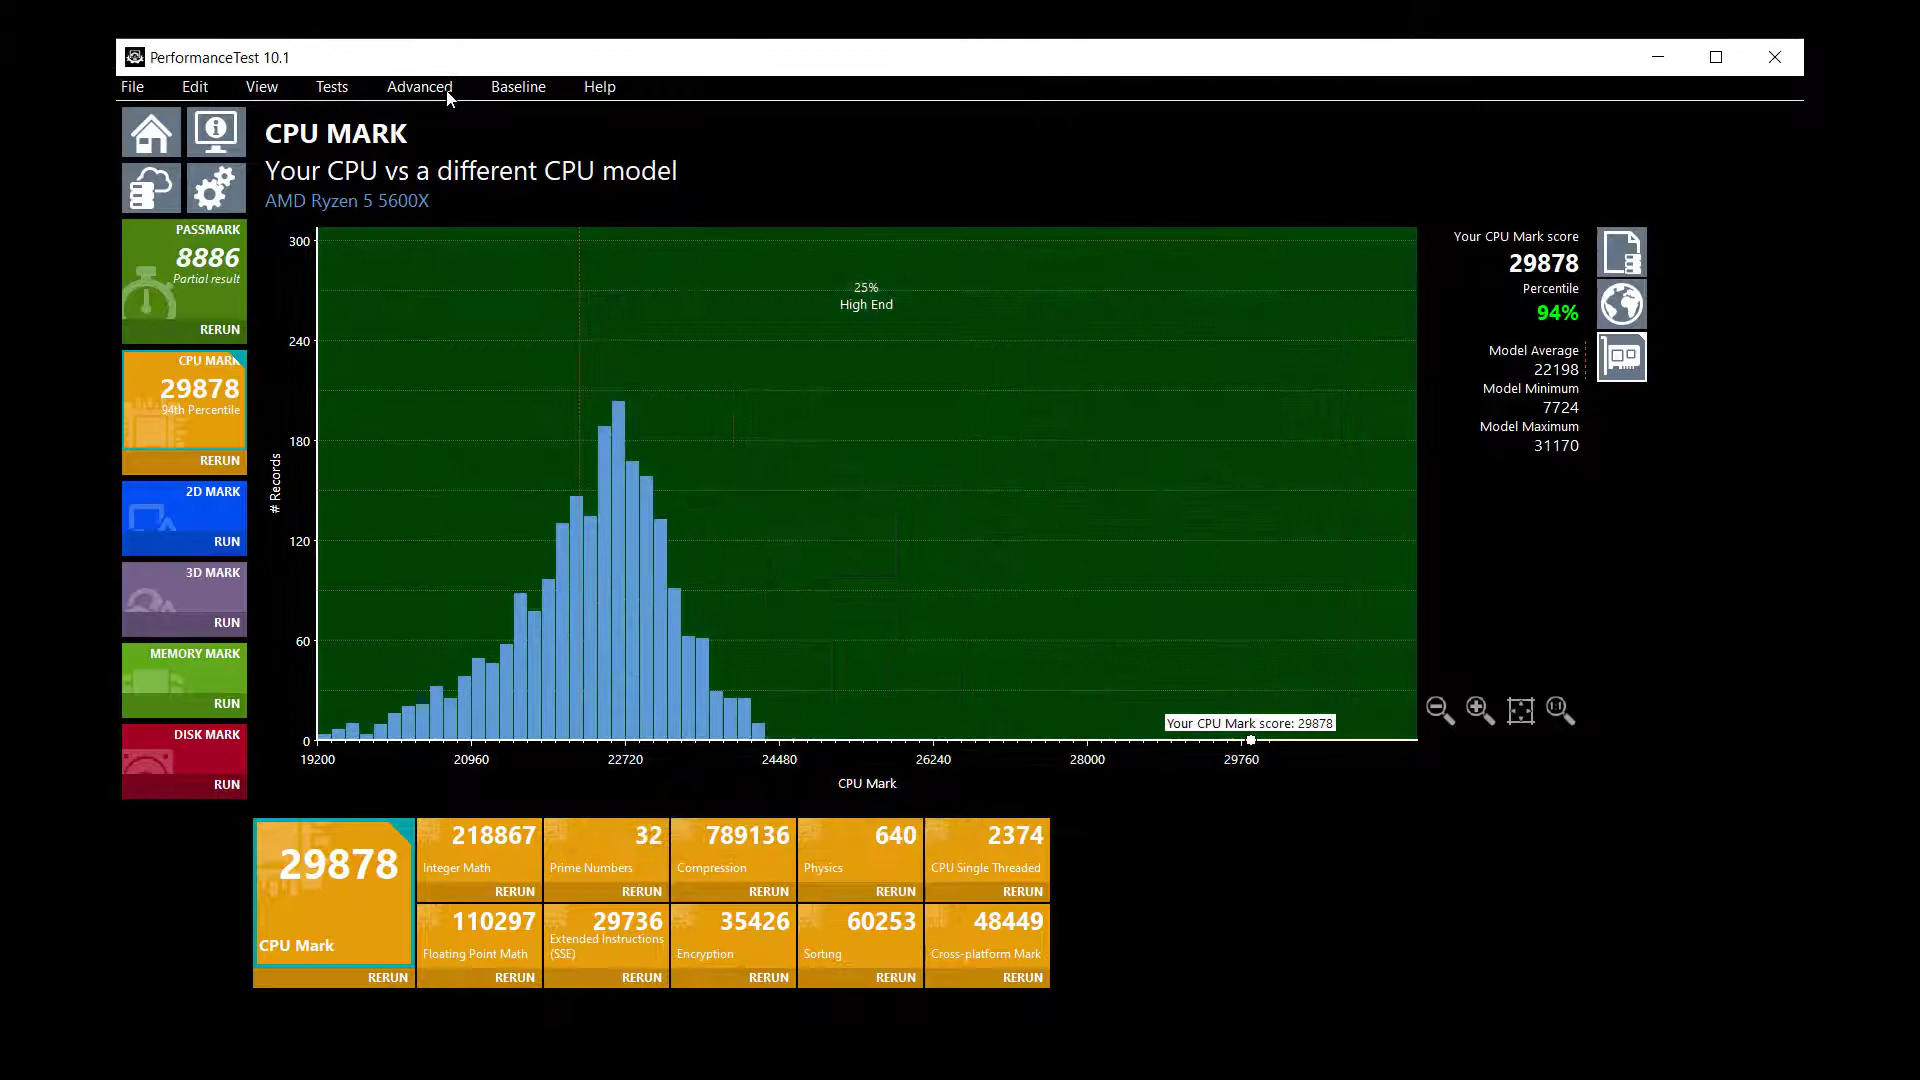 PerformanceTest 10.1
File Edit View Tests Advanced Baseline Help
CPU MARK
Your CPU vs a different CPU model
AMD Ryzen 5 5600X
PASSMARK
8886
Partial result
RERUN
CPU MARK
29878
94th Percentile
RERUN
2D MARK
RUN
3D MARK
RUN
MEMORY MARK
RUN
DISK MARK
RUN
300
240
180
120
60
0
# Records
25%
High End
Your CPU Mark score: 29878
19200 20960 22720 24480 26240 28000 29760
CPU Mark
Your CPU Mark score
29878
Percentile
94%
Model Average
22198
Model Minimum
7724
Model Maximum
31170
1:1
29878
CPU Mark
RERUN
218867
Integer Math
RERUN
32
Prime Numbers
RERUN
789136
Compression
RERUN
640
Physics
RERUN
2374
CPU Single Threaded
RERUN
110297
Floating Point Math
RERUN
29736
Extended Instructions
(SSE)
RERUN
35426
Encryption
RERUN
60253
Sorting
RERUN
48449
Cross-platform Mark
RERUN